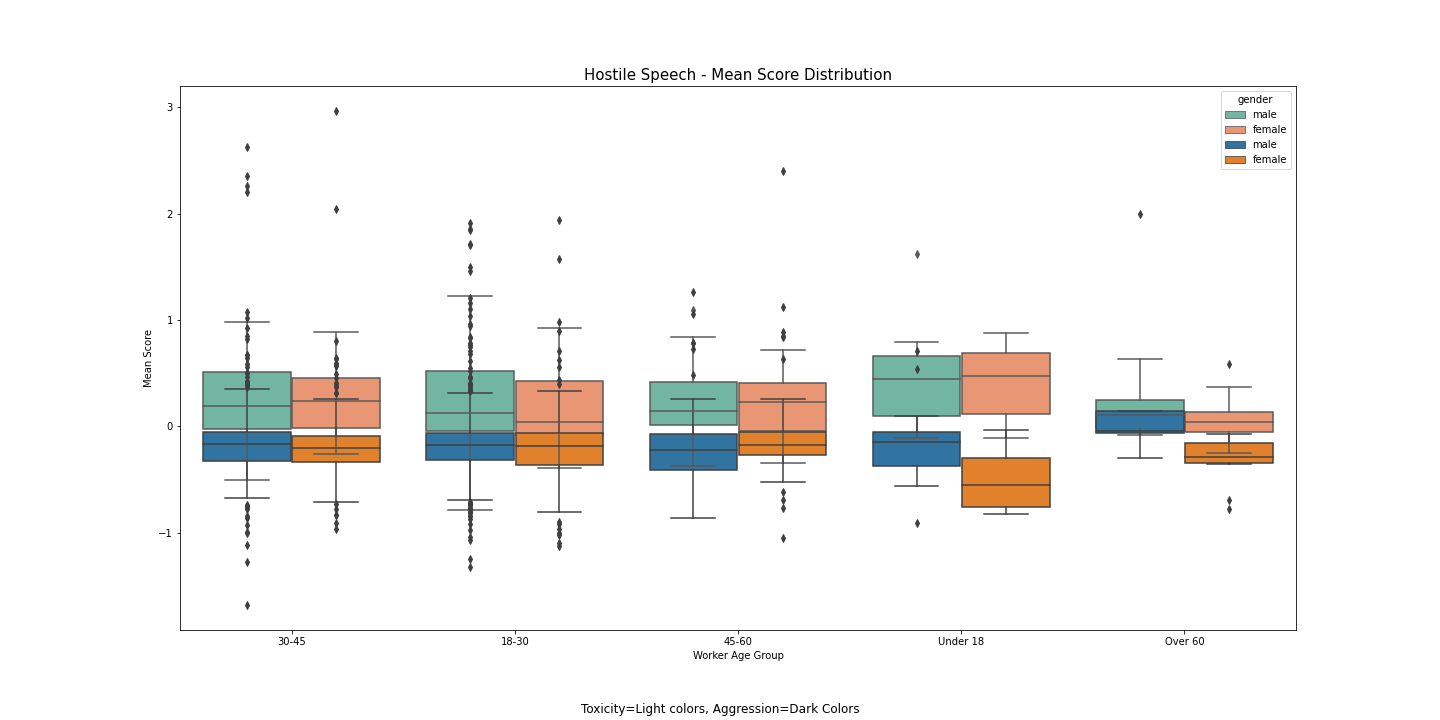 Hostile Speech - Mean Score Distribution
gender
male
female
male
female
3
2
1
0
−1
Mean Score
30-45
18-30
45-60
Under 18
Over 60
Worker Age Group
Toxicity=Light colors, Aggression=Dark Colors